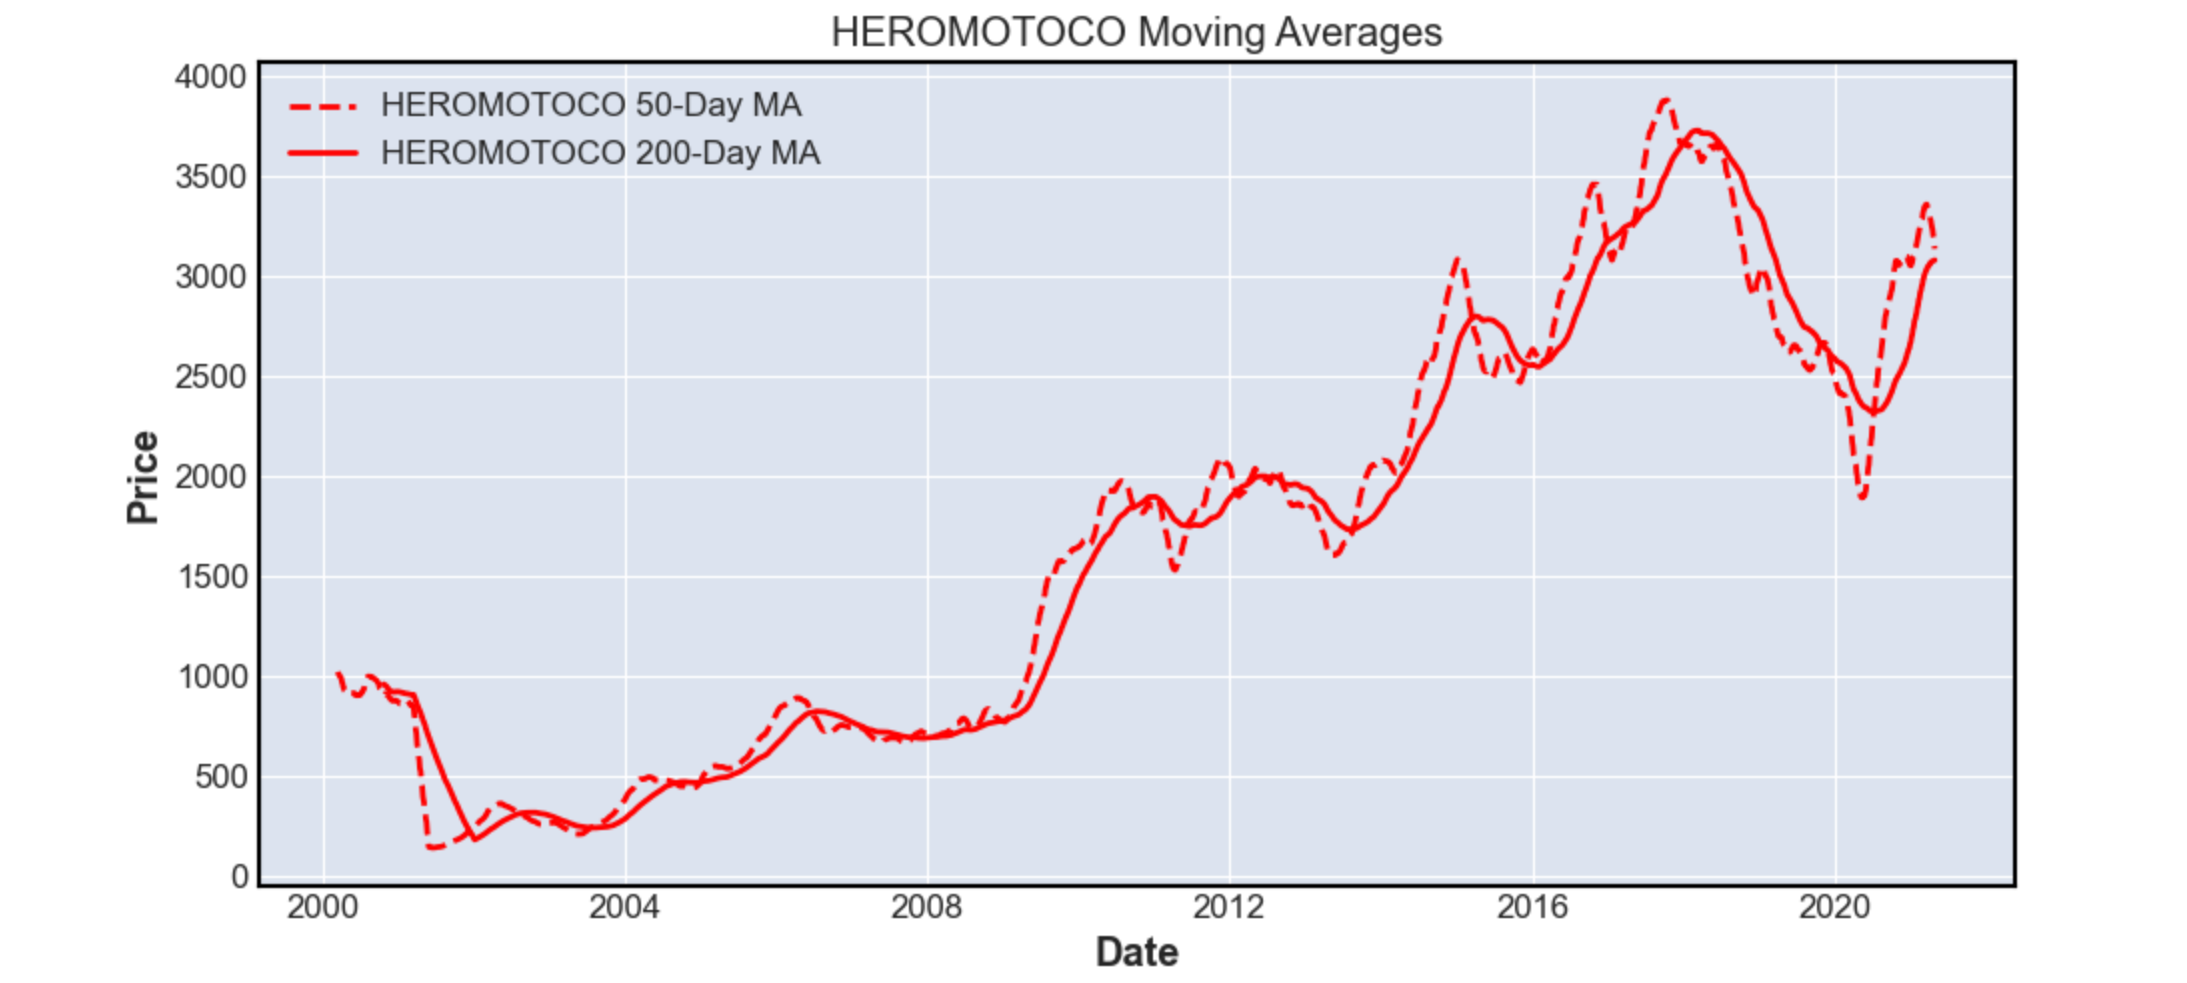 HEROMOTOCO Moving Averages
HEROMOTOCO 50-Day MA
HEROMOTOCO 200-Day MA
Price
4000
3500
3000
2500
2000
1500
1000
500
0
2000 2004 2008 2012 2016 2020
Date